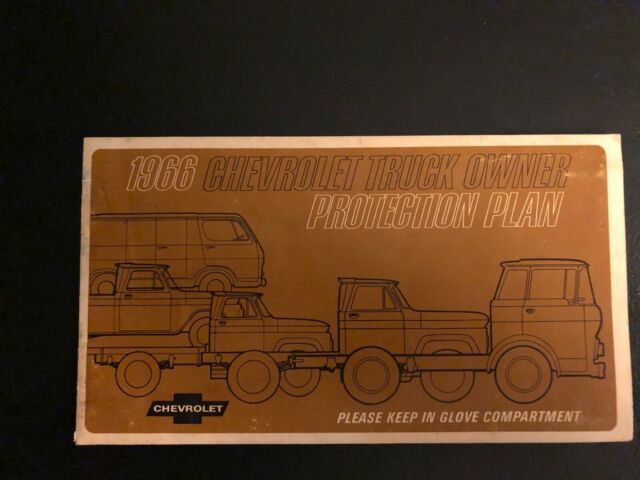 1966 CHEVROLET TRUCK OWNER
PROTECTION PLAN
CHEVROLET
PLEASE KEEP IN GLOVE COMPARTMENT